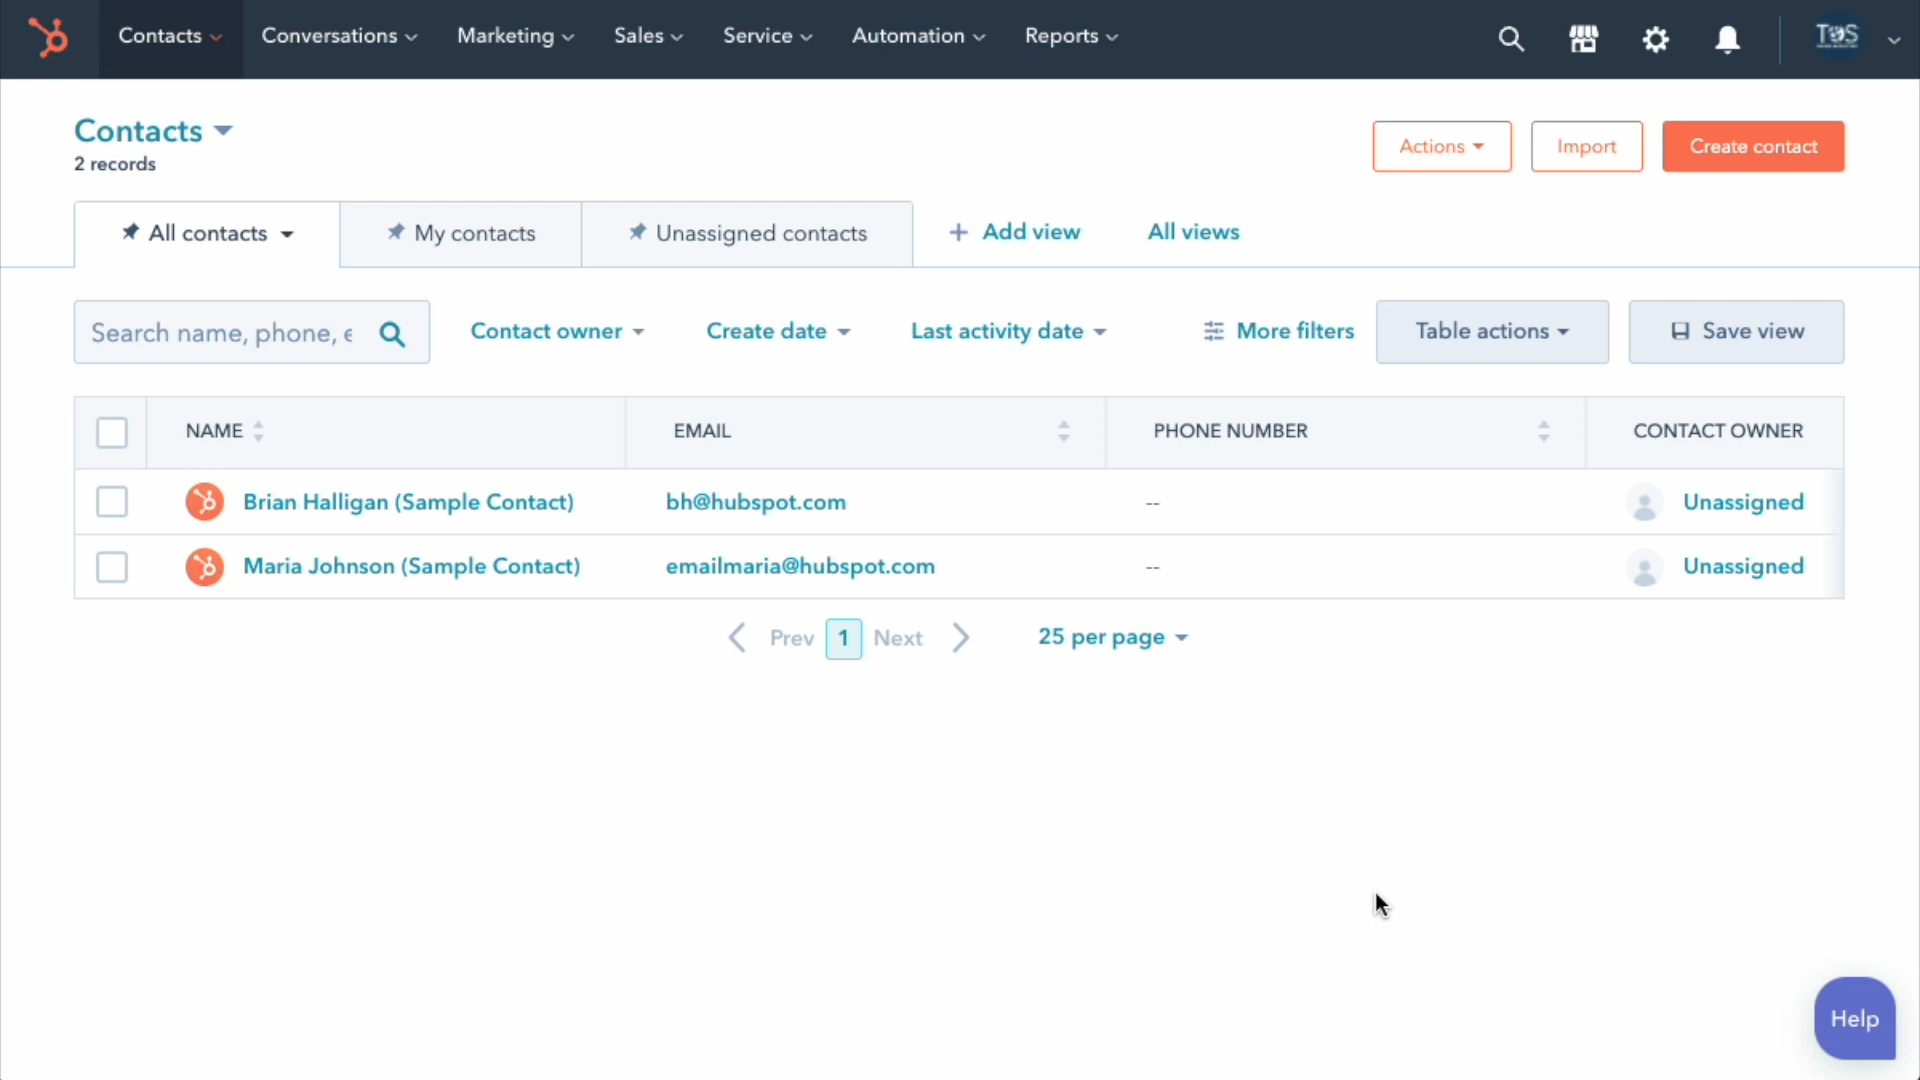 Contacts Conversations Marketing Sales Service Automation Reports TOS
Contacts
2 records
Actions Import Create contact
All contacts My contacts Unassigned contacts + Add view All views
Search name, phone, e Contact owner Create date Last activity date More filters Table actions Save view
NAME EMAIL PHONE NUMBER CONTACT OWNER
Brian Halligan (Sample Contact) bh@hubspot.com -- Unassigned
Maria Johnson (Sample Contact) emailmaria@hubspot.com -- Unassigned
Prev 1 Next 25 per page
Help